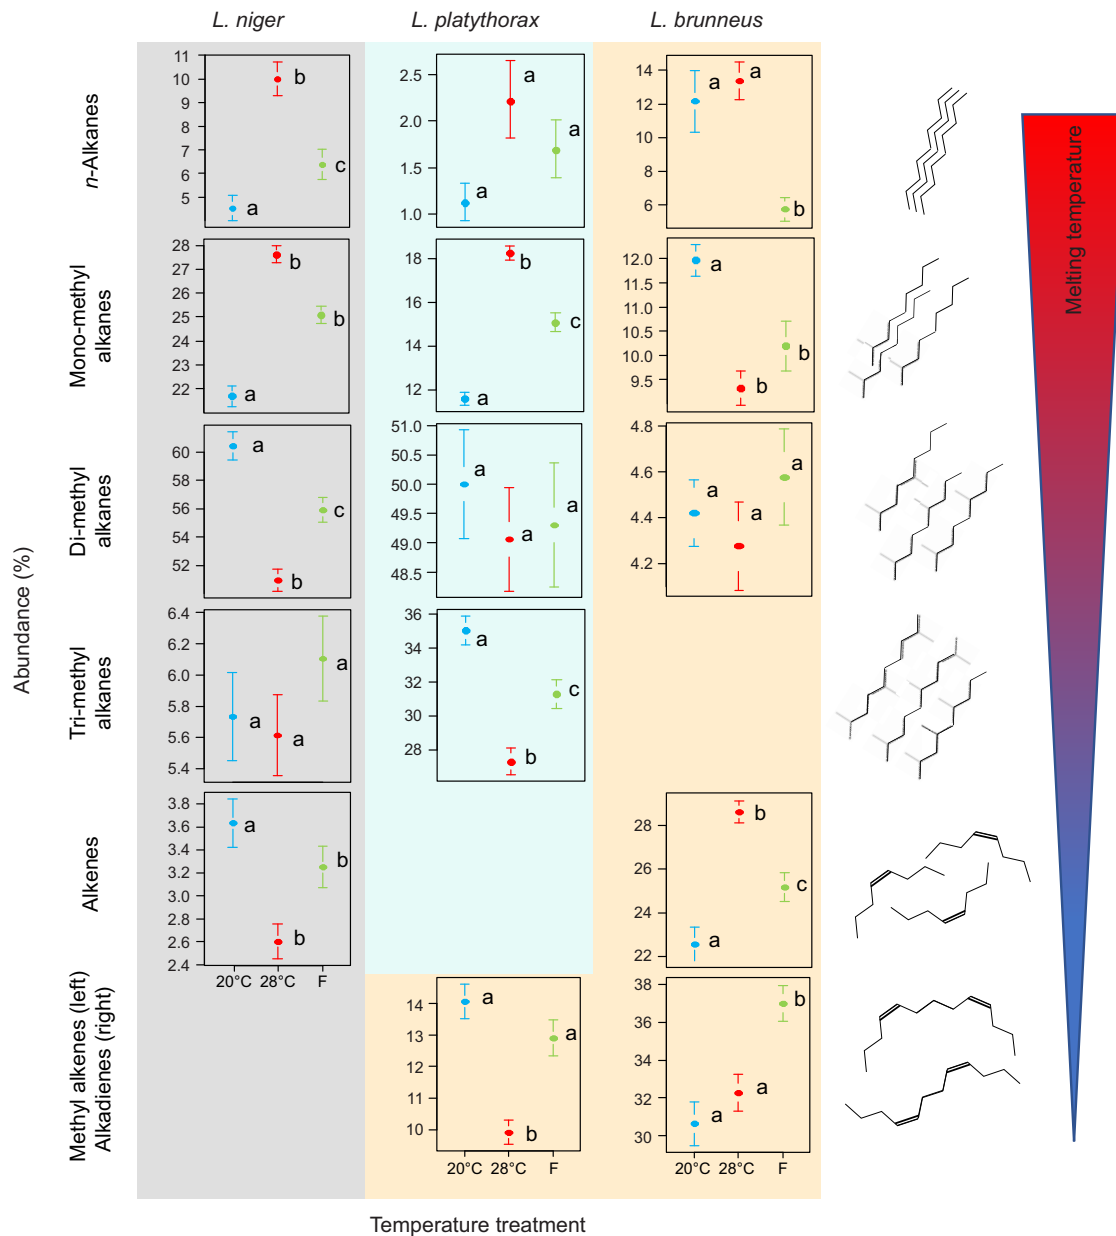 L. niger
L. platythorax
L. brunneus
Abundance (%)
n-Alkanes
11
10
9
8
7
6
5
b
c
a
2.5
2.0
1.5
1.0
a
a
a
14
12
10
8
6
a
a
b
Mono-methyl
alkanes
28
27
26
25
24
23
22
b
b
a
18
16
14
12
b
c
a
12.0
11.5
11.0
10.5
10.0
9.5
a
b
b
Di-methyl
alkanes
60
58
56
54
52
a
c
b
51.0
50.5
50.0
49.5
49.0
48.5
a
a
a
4.8
4.6
4.4
4.2
a
a
a
Tri-methyl
alkanes
6.4
6.2
6.0
5.8
5.6
5.4
a
a
a
36
34
32
30
28
a
c
b
Alkenes
3.8
3.6
3.4
3.2
3.0
2.8
2.6
2.4
a
b
b
20°C 28°C F
28
26
24
22
b
c
a
Methyl alkenes (left)
Alkadienes (right)
14
13
12
11
10
a
a
b
20°C 28°C F
38
36
34
32
30
b
a
a
20°C 28°C F
Melting temperature
Temperature treatment